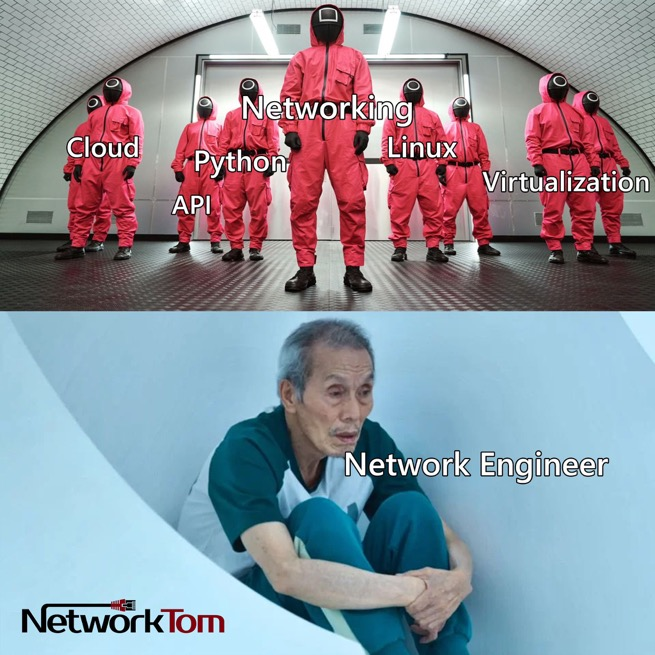 Networking
Cloud
Python
Linux
API
Virtualization
Network Engineer
NetworkTom